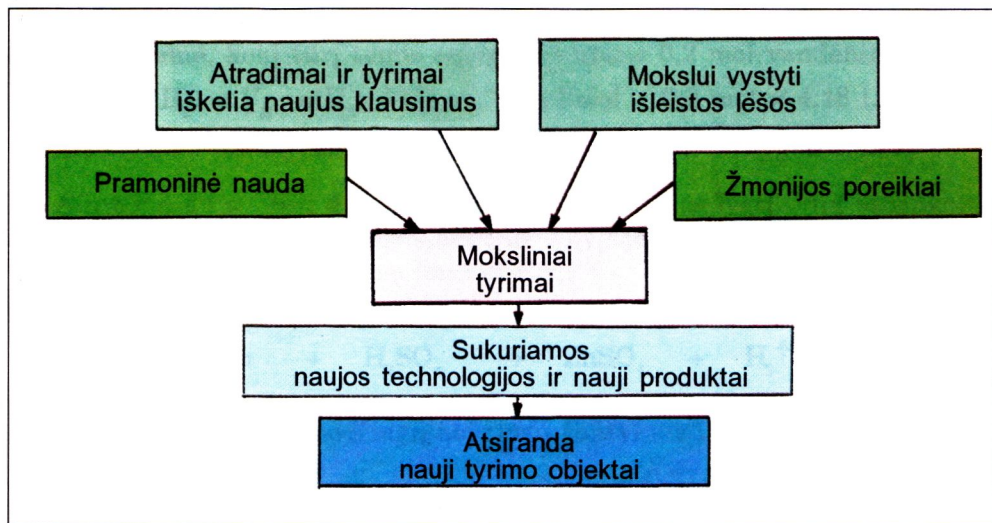 Atradimai ir tyrimai
iškelia naujus klausimus
Mokslui vystyti
išleistos lėšos
Pramoninė nauda
Žmonijos poreikiai
Moksliniai
tyrimai
Sukuriamos
naujos technologijos ir nauji produktai
Atsiranda
nauji tyrimo objektai